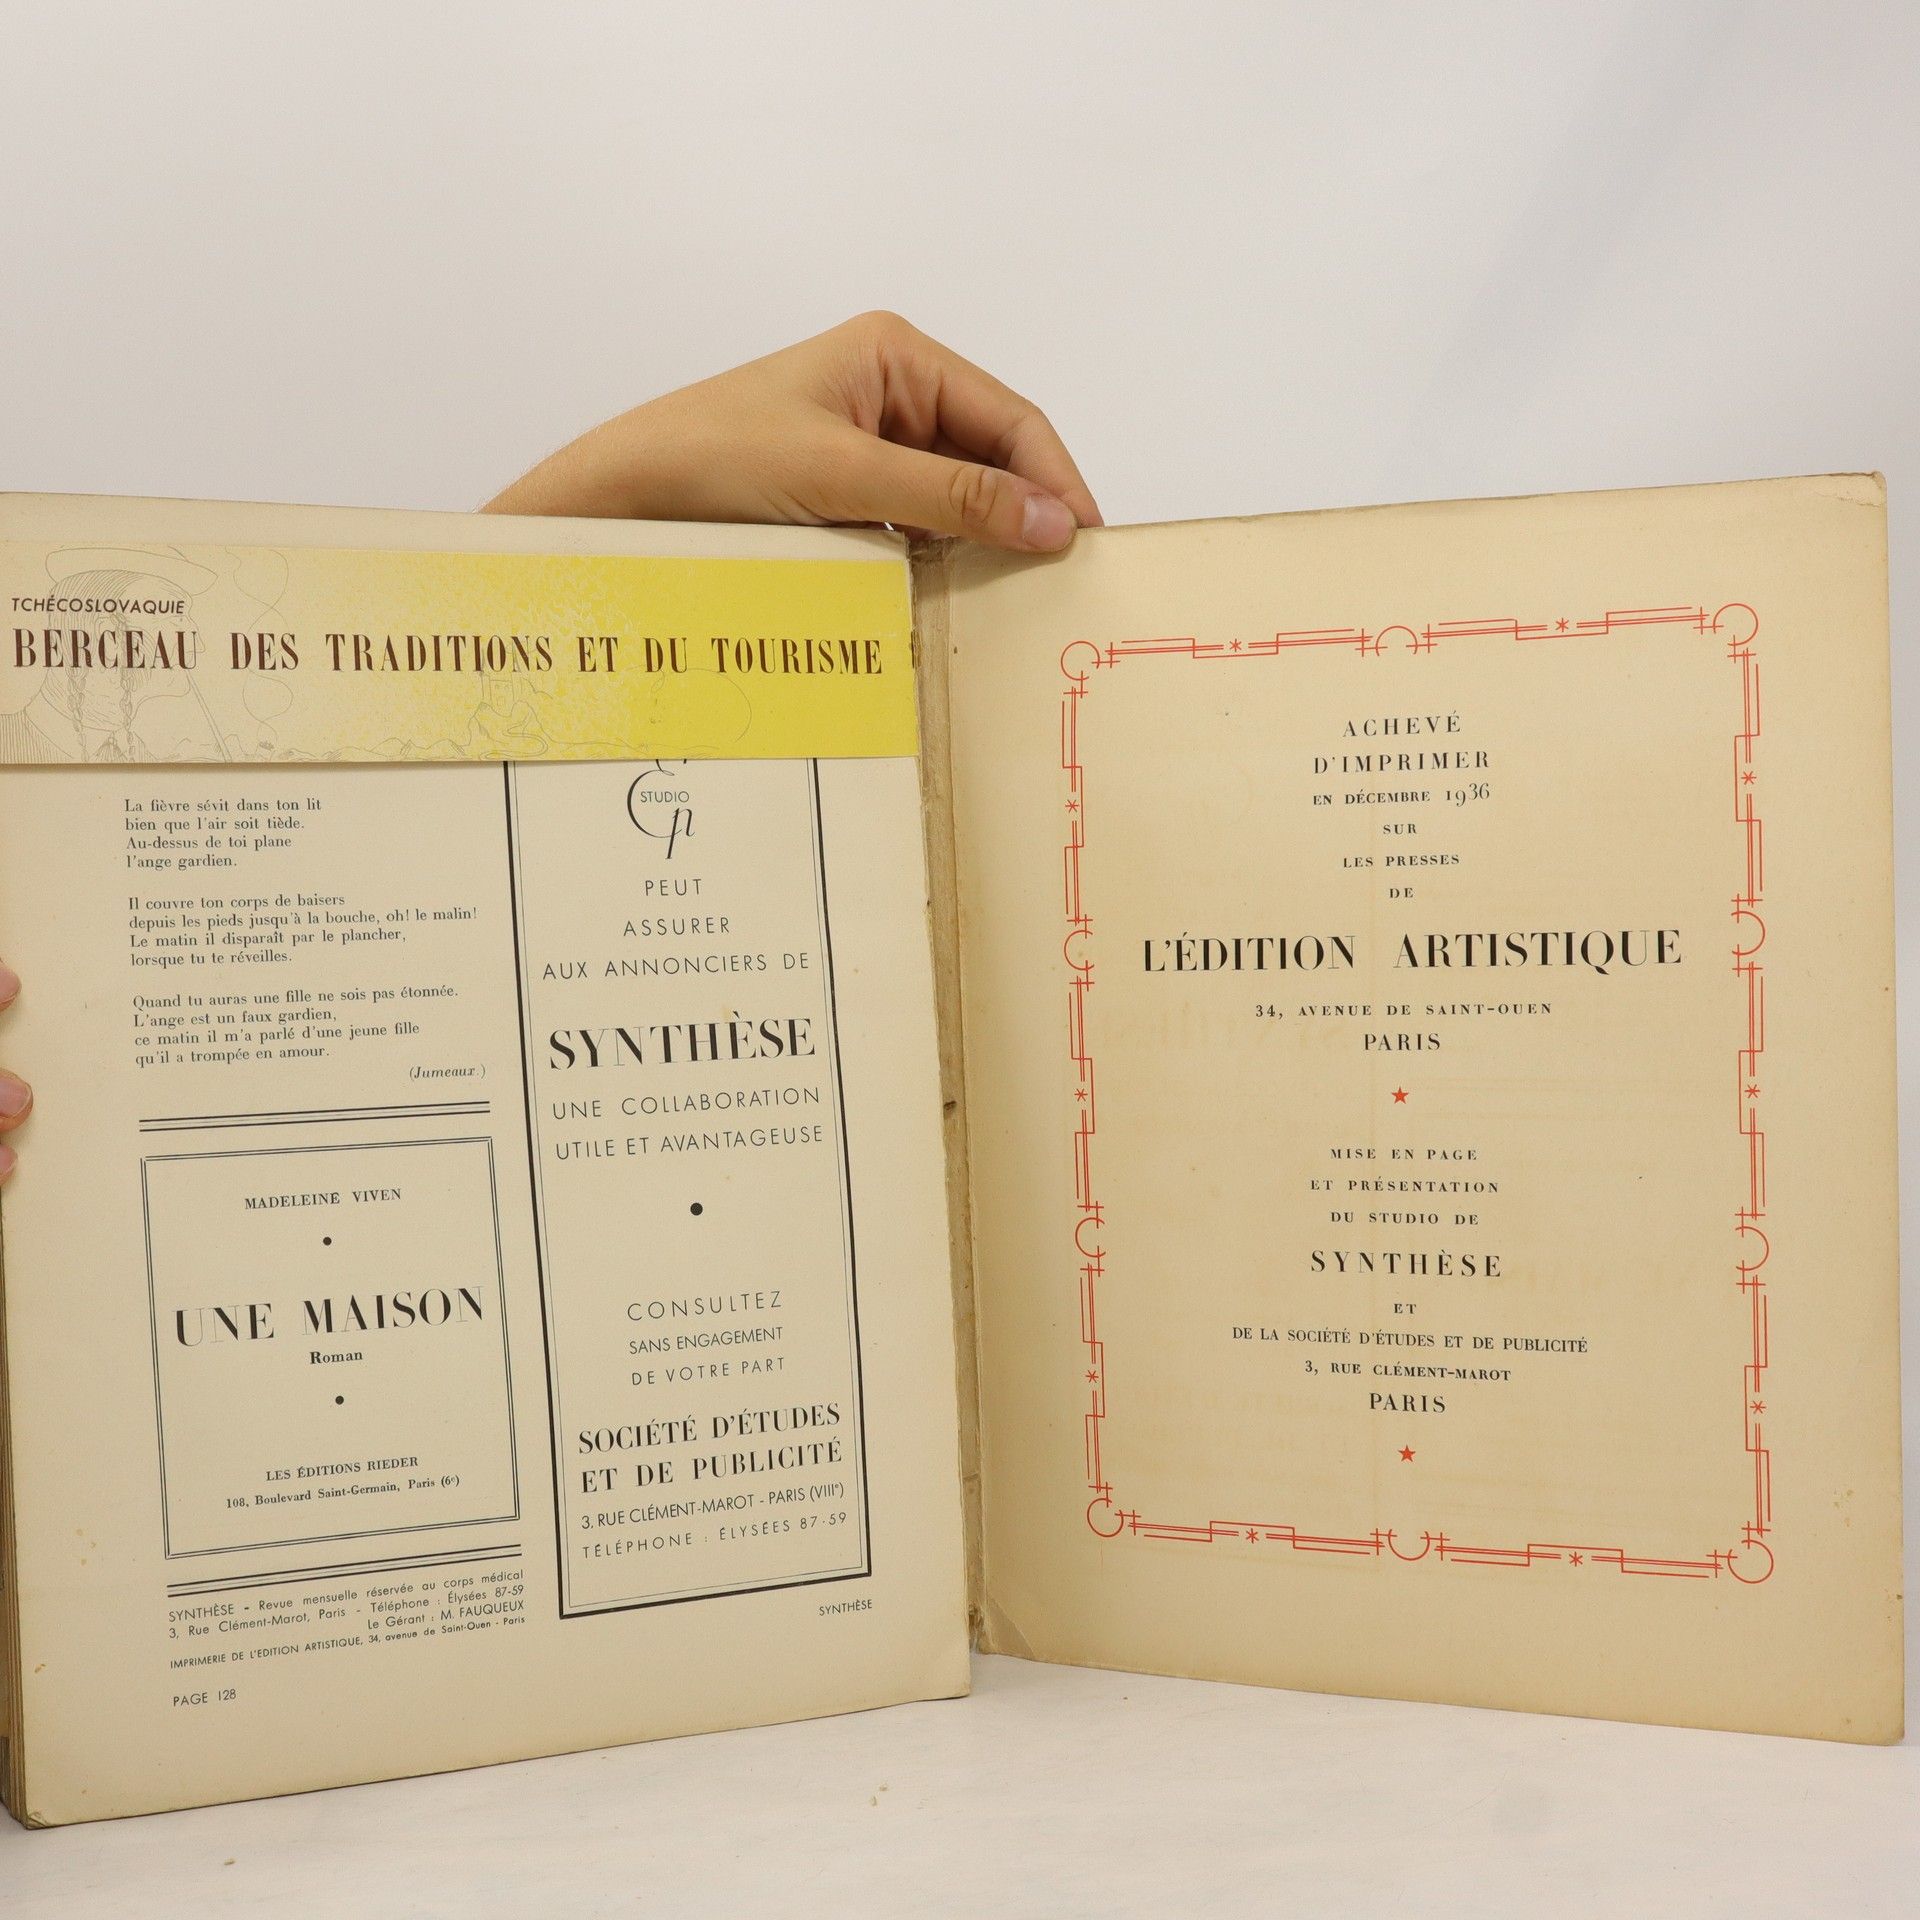 TCHÉCOSLOVAQUIE
BERCEAU DES TRADITIONS ET DU TOURISME
La fièvre sévit dans ton lit
bien que l'air soit tiède.
Au-dessus de toi plane
l'ange gardien.
Il couvre ton corps de baisers
depuis les pieds jusqu'à la bouche, oh! le malin!
Le matin il disparaît par le plancher,
lorsque tu te réveilles.
Quand tu auras une fille ne sois pas étonnée.
L'ange est un faux gardien,
ce matin il m'a parlé d'une jeune fille
qu'il a trompée en amour.
(Jumeaux.)
MADELEINE VIVEN
UNE MAISON
Roman
LES ÉDITIONS RIEDER
108, Boulevard Saint-Germain, Paris (6e)
SYNTHÈSE - Revue mensuelle réservée au corps médical
3, Rue Clément-Marot, Paris - Téléphone : Élysées 87-59
Le Gérant : M. FAUQUEUX
IMPRIMERIE DE L'EDITION ARTISTIQUE, 34, avenue de Saint-Ouen - Paris
PAGE 128
STUDIO
PEUT
ASSURER
AUX ANNONCIERS DE
SYNTHÈSE
UNE COLLABORATION
UTILE ET AVANTAGEUSE
CONSULTEZ
SANS ENGAGEMENT
DE VOTRE PART
SOCIÉTÉ D'ÉTUDES
ET DE PUBLICITÉ
3, RUE CLÉMENT-MAROT - PARIS (VIIIe)
TÉLÉPHONE : ÉLYSÉES 87-59
SYNTHÈSE
ACHEVÉ
D'IMPRIMER
EN DÉCEMBRE 1936
SUR
LES PRESSES
DE
L'ÉDITION ARTISTIQUE
34, AVENUE DE SAINT-OUEN
PARIS
MISE EN PAGE
ET PRÉSENTATION
DU STUDIO DE
SYNTHÈSE
ET
DE LA SOCIÉTÉ D'ÉTUDES ET DE PUBLICITÉ
3, RUE CLÉMENT-MAROT
PARIS